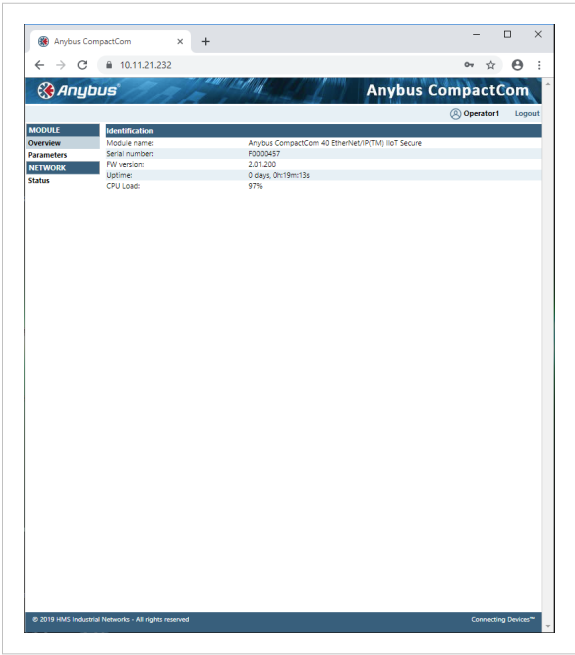 Anybus CompactCom
10.11.21.232
Anybus®
Anybus CompactCom
Operator1 Logout
MODULE
Overview
Parameters
NETWORK
Status
Identification
Module name: Anybus CompactCom 40 EtherNet/IP(TM) IIoT Secure
Serial number: F0000457
FW version: 2.01.200
Uptime: 0 days, 0h:19m:13s
CPU Load: 97%
© 2019 HMS Industrial Networks - All rights reserved Connecting Devices™